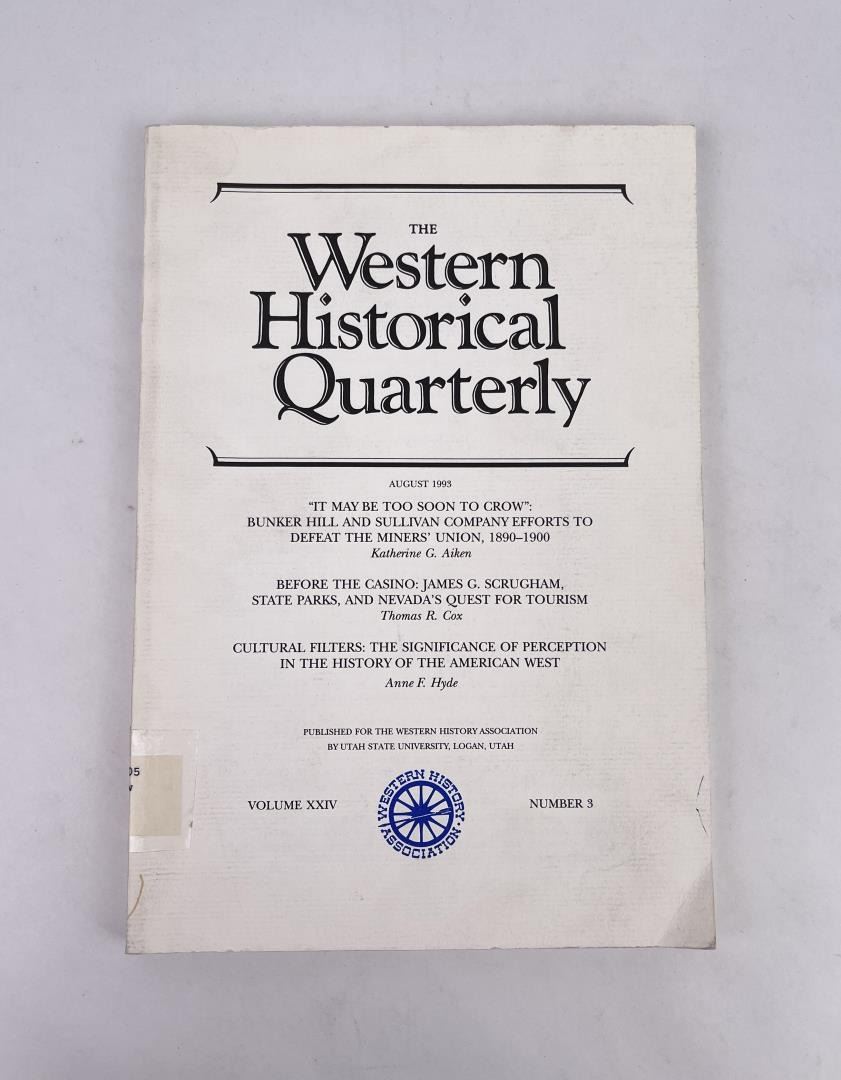 THE
Western
Historical
Quarterly
AUGUST 1993
"IT MAY BE TOO SOON TO CROW":
BUNKER HILL AND SULLIVAN COMPANY EFFORTS TO
DEFEAT THE MINERS' UNION, 1890–1900
Katherine G. Aiken
BEFORE THE CASINO: JAMES G. SCRUGHAM,
STATE PARKS, AND NEVADA'S QUEST FOR TOURISM
Thomas R. Cox
CULTURAL FILTERS: THE SIGNIFICANCE OF PERCEPTION
IN THE HISTORY OF THE AMERICAN WEST
Anne F. Hyde
PUBLISHED FOR THE WESTERN HISTORY ASSOCIATION
BY UTAH STATE UNIVERSITY, LOGAN, UTAH
05
VOLUME XXIV
WESTERN HISTORY
ASSOCIATION
NUMBER 3